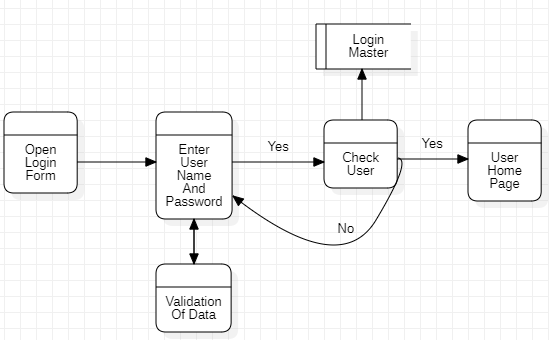 Login
Master
Open
Login
Form
Enter
User
Name
And
Password
Yes
Check
User
Yes
User
Home
Page
No
Validation
Of Data